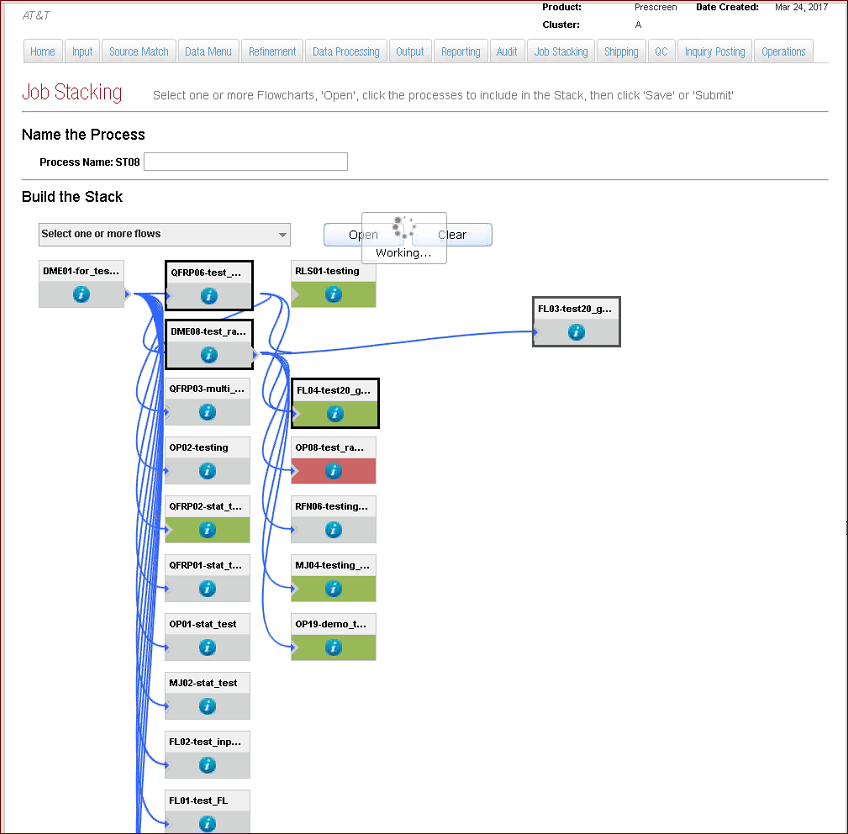 AT&T
Product: Prescreen Date Created: Mar 24, 2017
Cluster: A
Home Input Source Match Data Menu Refinement Data Processing Output Reporting Audit Job Stacking Shipping QC Inquiry Posting Operations
Job Stacking Select one or more Flowcharts, 'Open', click the processes to include in the Stack, then click 'Save' or 'Submit'
Name the Process
Process Name: ST08
Build the Stack
Select one or more flows Open Clear
Working...
DME01-for_tes... QFRP06-test_... RLS01-testing
FL03-test20_g...
DME08-test_ra...
QFRP03-multi_... FL04-test20_g...
OP02-testing OP08-test_ra...
QFRP02-stat_t... RFN06-testing...
QFRP01-stat_t... MJ04-testing_...
OP01-stat_test OP19-demo_t...
MJ02-stat_test
FL02-test_inp...
FL01-test_FL